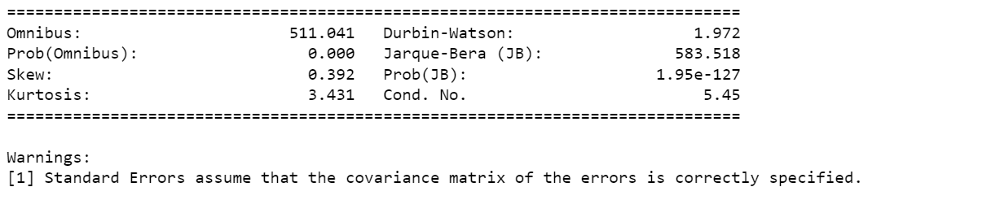 ==============================================================================
Omnibus:                      511.041   Durbin-Watson:                   1.972
Prob(Omnibus):                  0.000   Jarque-Bera (JB):              583.518
Skew:                           0.392   Prob(JB):                    1.95e-127
Kurtosis:                       3.431   Cond. No.                         5.45
==============================================================================

Warnings:
[1] Standard Errors assume that the covariance matrix of the errors is correctly specified.